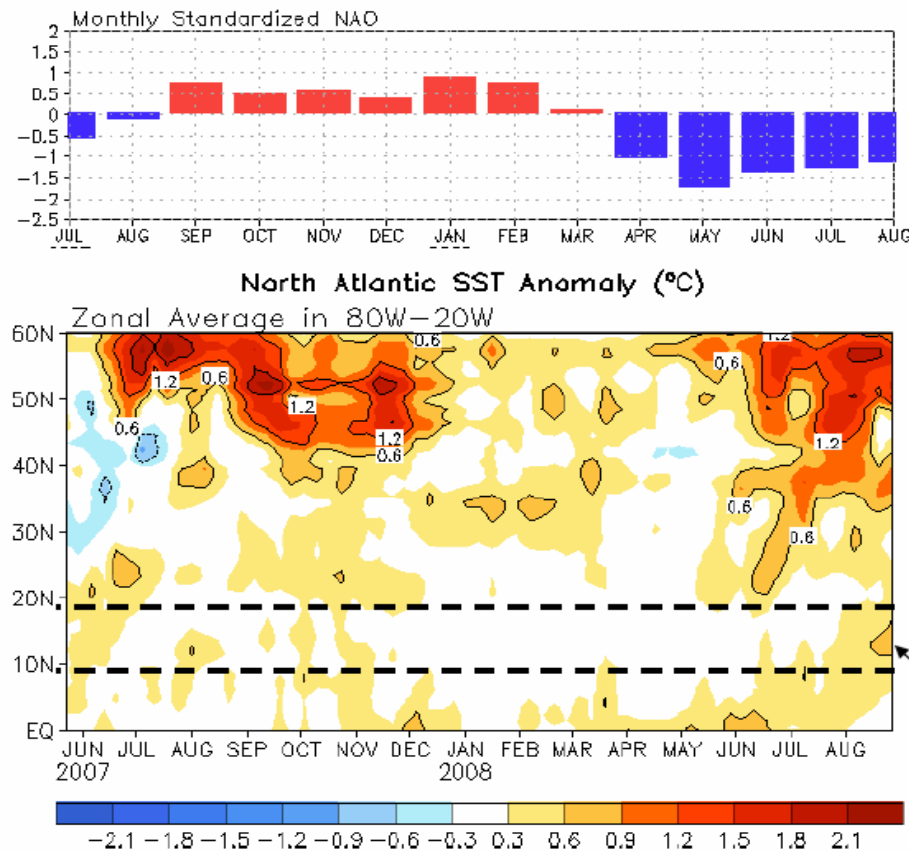 Monthly Standardized NAO
2
1.5
1
0.5
0
-0.5
-1
-1.5
-2
-2.5
JUL AUG SEP OCT NOV DEC JAN FEB MAR APR MAY JUN JUL AUG
North Atlantic SST Anomaly (°C)
Zonal Average in 80W-20W
60N
50N
40N
30N
20N
10N
EQ
0.6 1.2
1.2 0.6 0.6
1.2
0.6 1.2
0.6 1.2
0.6
0.6
0.6
JUN JUL AUG SEP OCT NOV DEC JAN FEB MAR APR MAY JUN JUL AUG
2007 2008
-2.1 -1.8 -1.5 -1.2 -0.9 -0.6 -0.3 0.3 0.6 0.9 1.2 1.5 1.8 2.1